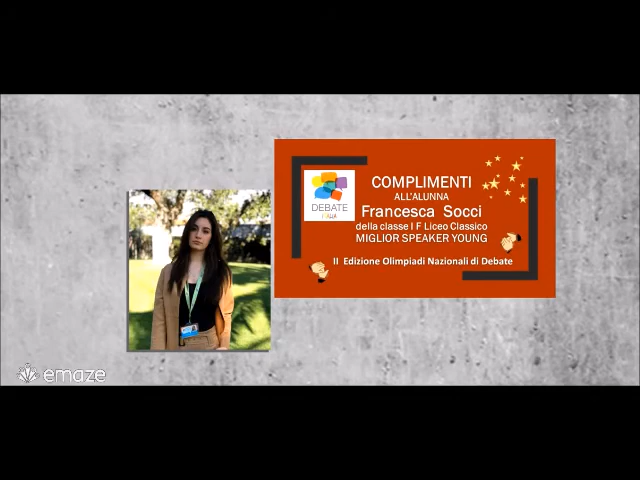 COMPLIMENTI
ALL'ALUNNA
Francesca Socci
della classe I F Liceo Classico
MIGLIOR SPEAKER YOUNG
II Edizione Olimpiadi Nazionali di Debate
DEBATE
ITALIA
emaze